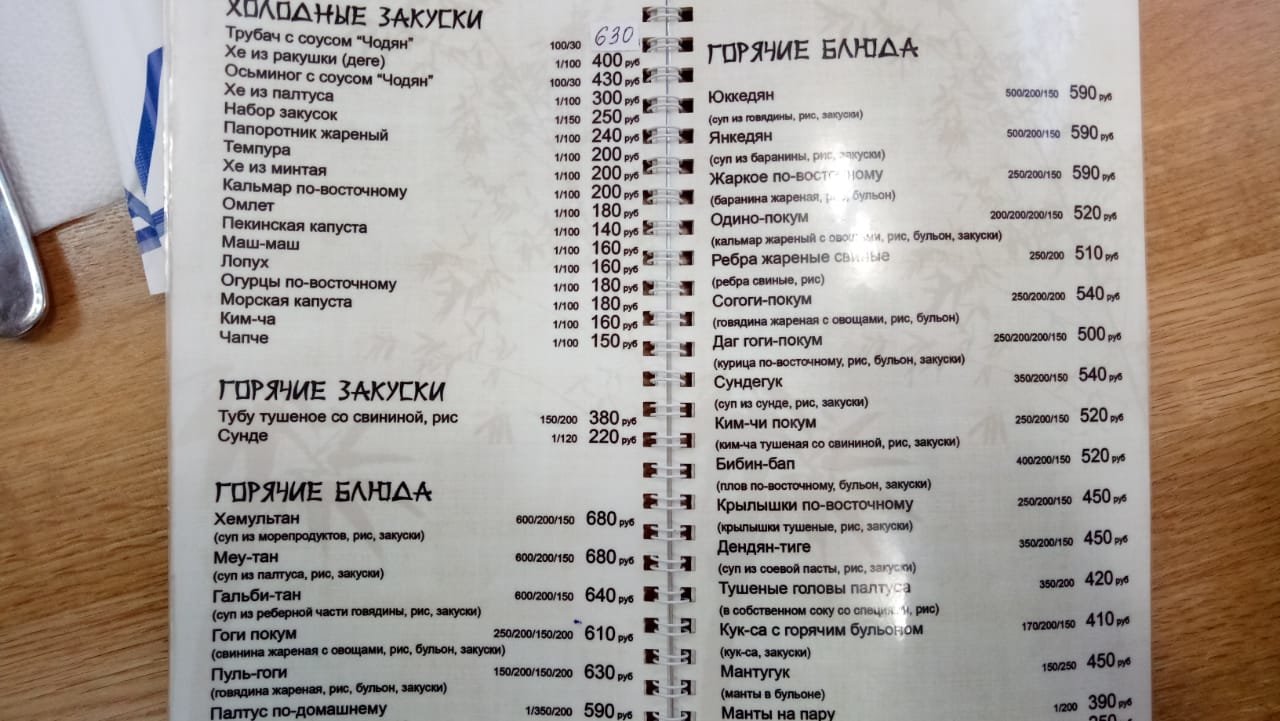 ХОЛОДНЫЕ ЗАКУСКИ
Трубач с соусом “Чодян” 100/30 630
Хе из ракушки (деге) 1/100 400 руб
Осьминог с соусом “Чодян” 100/30 430 руб
Хе из палтуса 1/100 300 руб
Набор закусок 1/150 250 руб
Папоротник жареный 1/100 240 руб
Темпура 1/100 200 руб
Хе из минтая 1/100 200 руб
Кальмар по-восточному 1/100 200 руб
Омлет 1/100 180 руб
Пекинская капуста 1/100 140 руб
Маш-маш 1/100 160 руб
Лопух 1/100 160 руб
Огурцы по-восточному 1/100 180 руб
Морская капуста 1/100 180 руб
Ким-ча 1/100 160 руб
Чапче 1/100 150 руб
ГОРЯЧИЕ ЗАКУСКИ
Тубу тушеное со свининой, рис 150/200 380 руб
Сунде 1/120 220 руб
ГОРЯЧИЕ БЛЮДА
Хемультан 600/200/150 680 руб
(суп из морепродуктов, рис, закуски)
Меу-тан 600/200/150 680 руб
(суп из палтуса, рис, закуски)
Гальби-тан 600/200/150 640 руб
(суп из реберной части говядины, рис, закуски)
Гоги покум 250/200/150/200 610 руб
(свинина жареная с овощами, рис, бульон, закуски)
Пуль-гоги 150/200/150/200 630 руб
(говядина жареная, рис, бульон, закуски)
Палтус по-домашнему 1/350/200 590 руб
ГОРЯЧИЕ БЛЮДА
Юккедян 500/200/150 590 руб
(суп из говядины, рис, закуски)
Янкедян 500/200/150 590 руб
(суп из баранины, рис, закуски)
Жаркое по-восточному 250/200/150 590 руб
(баранина жареная, рис, бульон)
Одино-покум 200/200/200/150 520 руб
(кальмар жареный с овощами, рис, бульон, закуски)
Ребра жареные свиные 250/200 510 руб
(ребра свиные, рис)
Согоги-покум 250/200/200 540 руб
(говядина жареная с овощами, рис, бульон)
Даг гоги-покум 250/200/200/150 500 руб
(курица по-восточному, рис, бульон, закуски)
Сундегук 350/200/150 540 руб
(суп из сунде, рис, закуски)
Ким-чи покум 250/200/150 520 руб
(ким-ча тушеная со свининой, рис, закуски)
Бибин-бап 400/200/150 520 руб
(плов по-восточному, бульон, закуски)
Крылышки по-восточному 250/200/150 450 руб
(крылышки тушеные, рис, закуски)
Дендян-тиге 350/200/150 450 руб
(суп из соевой пасты, рис, закуски)
Тушеные головы палтуса 350/200 420 руб
(в собственном соку со специями, рис)
Кук-са с горячим бульоном 170/200/150 410 руб
(кук-са, закуски)
Мантугук 150/250 450 руб
(манты в бульоне)
Манты на пару 1/200 390 руб